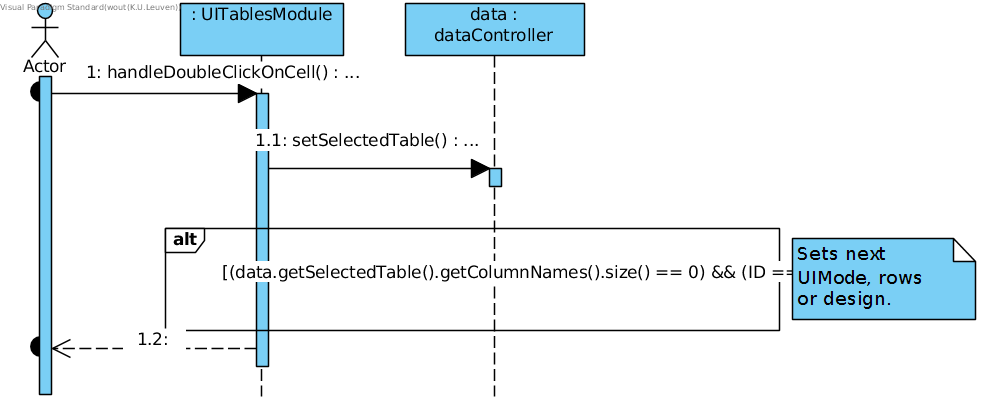 Visual Paradigm Standard(wout(K.U.Leuven))
: UITablesModule
data :
dataController
Actor
1: handleDoubleClickOnCell() : ...
1.1: setSelectedTable() : ...
alt
[(data.getSelectedTable().getColumnNames().size() == 0) && (ID ==
Sets next
UIMode, rows
or design.
1.2: